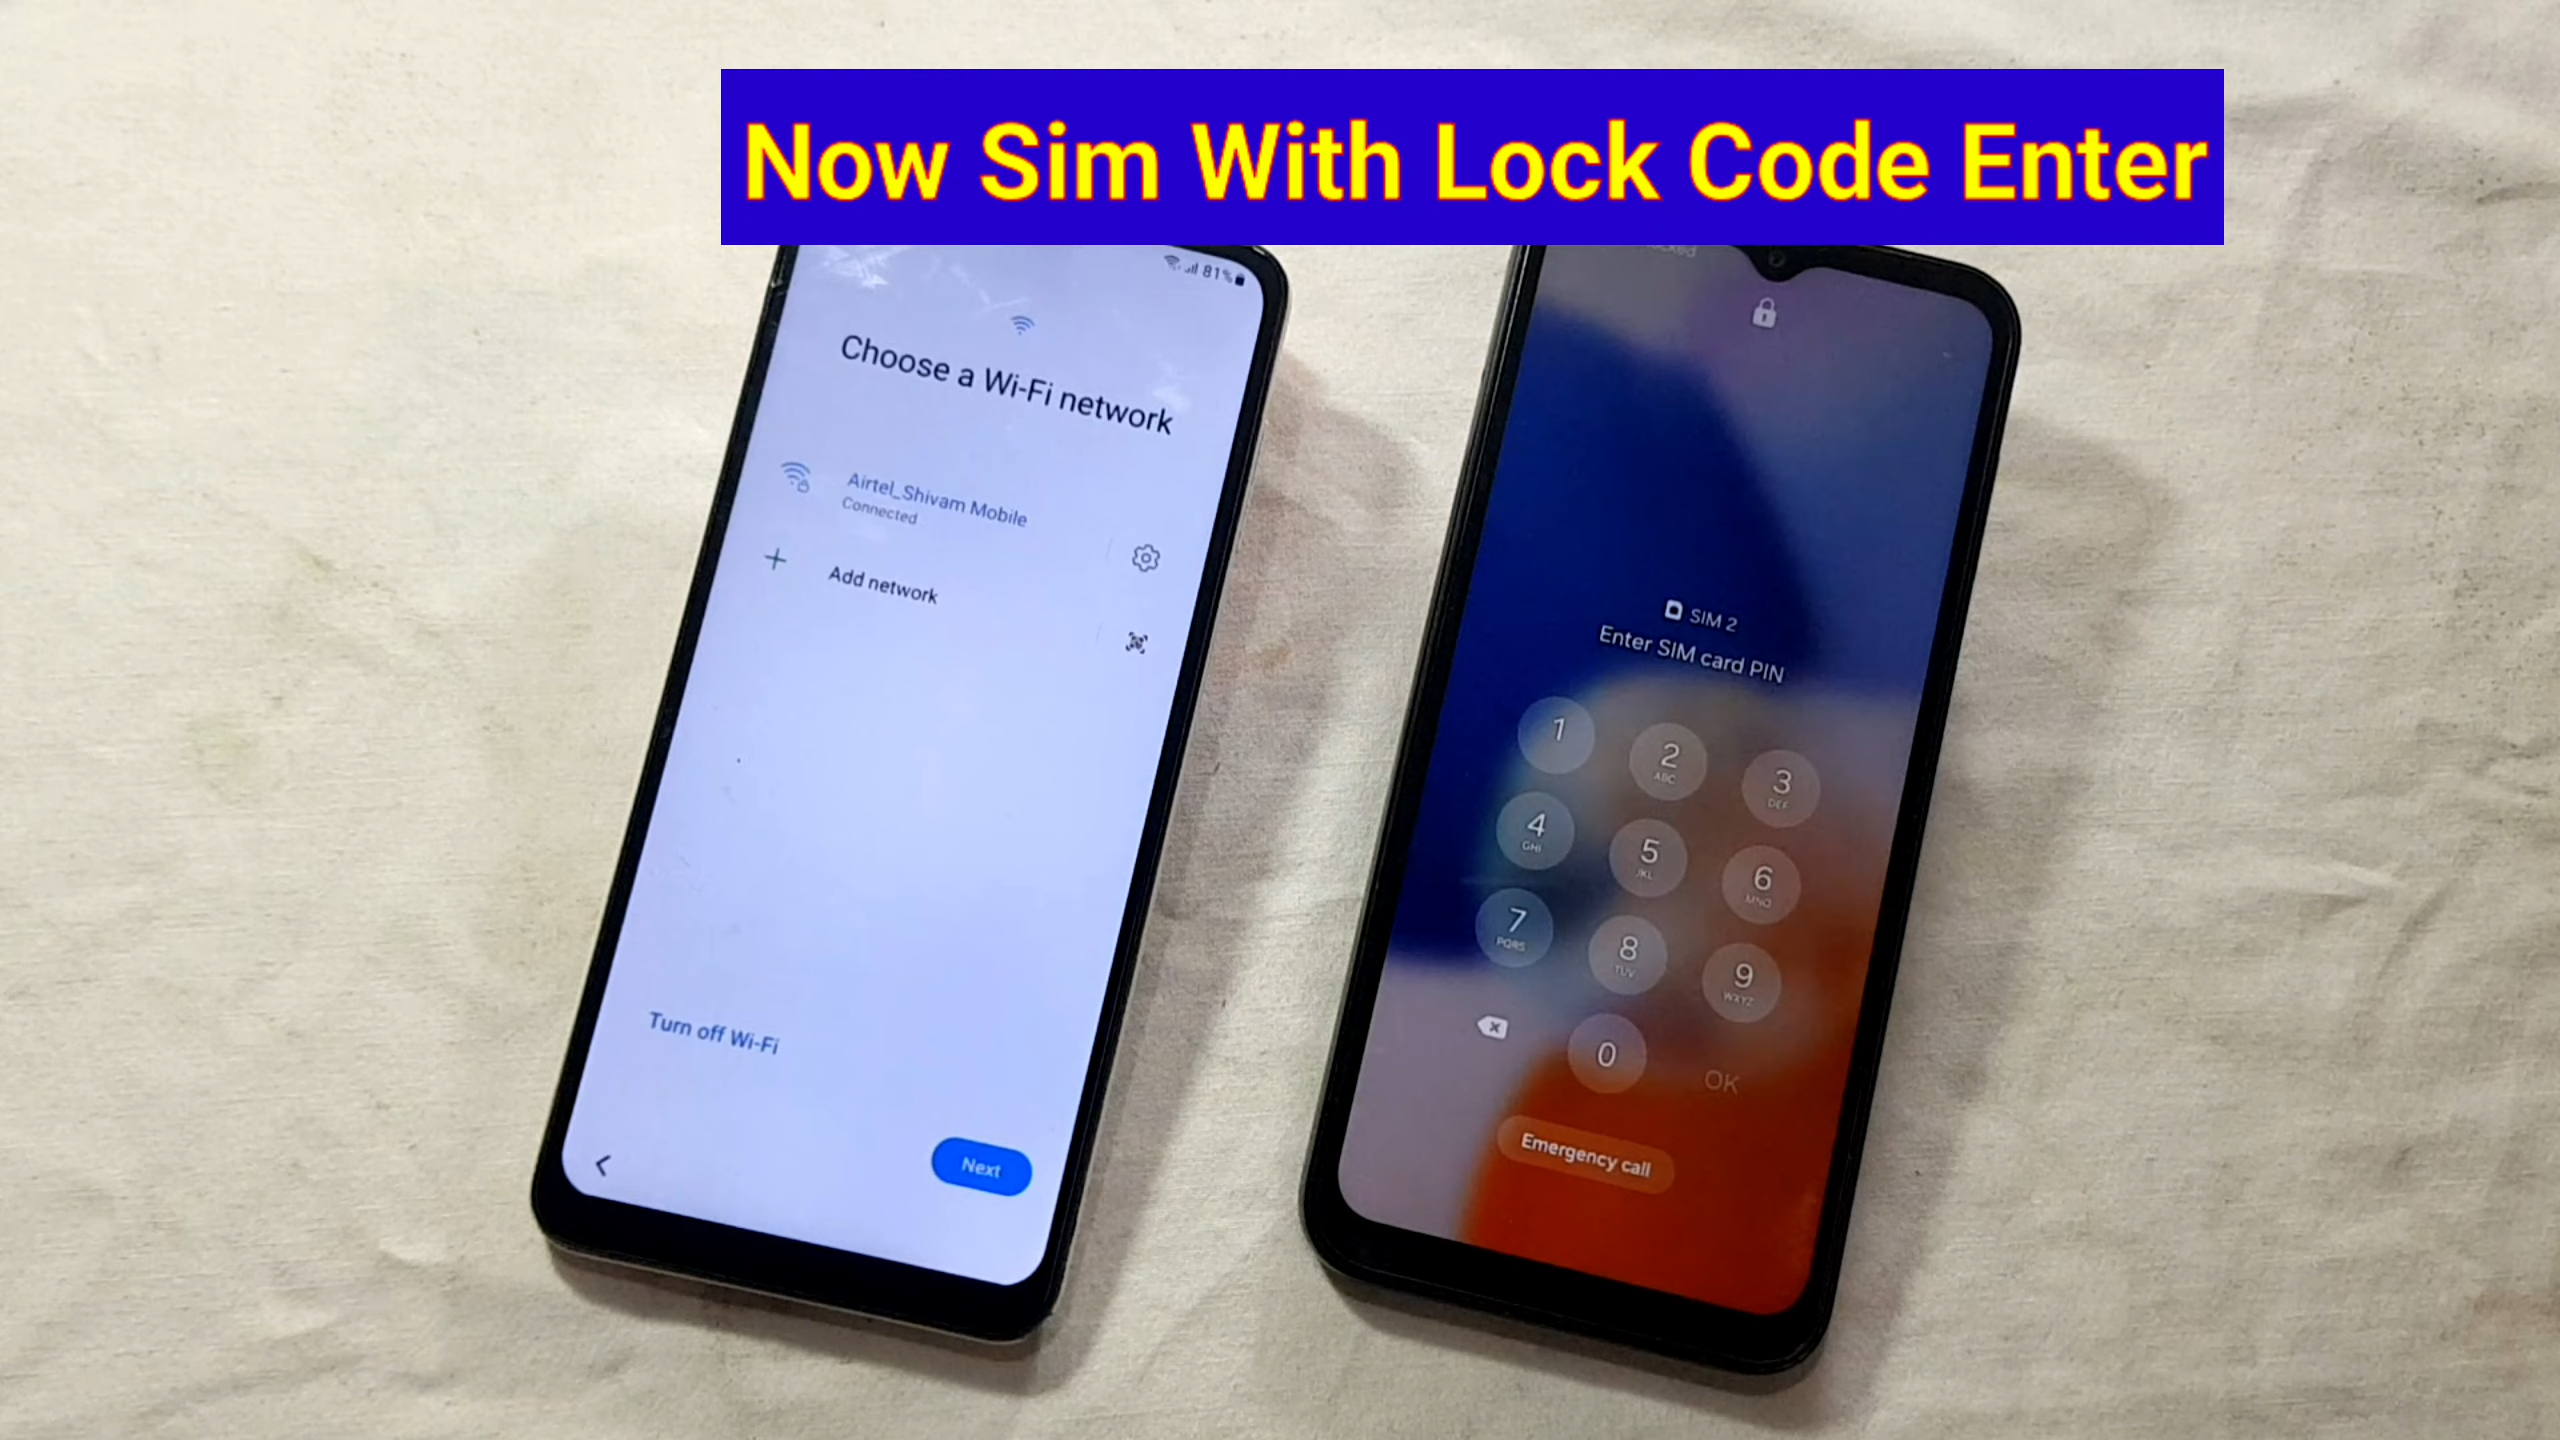 Now Sim With Lock Code Enter
81%
Choose a Wi-Fi network
Airtel_Shivam Mobile
Connected
Add network
Turn off Wi-Fi
Next
SIM 2
Enter SIM card PIN
1
2
ABC
3
DEF
4
GHI
5
JKL
6
MNO
7
PQRS
8
TUV
9
WXYZ
0
OK
Emergency call